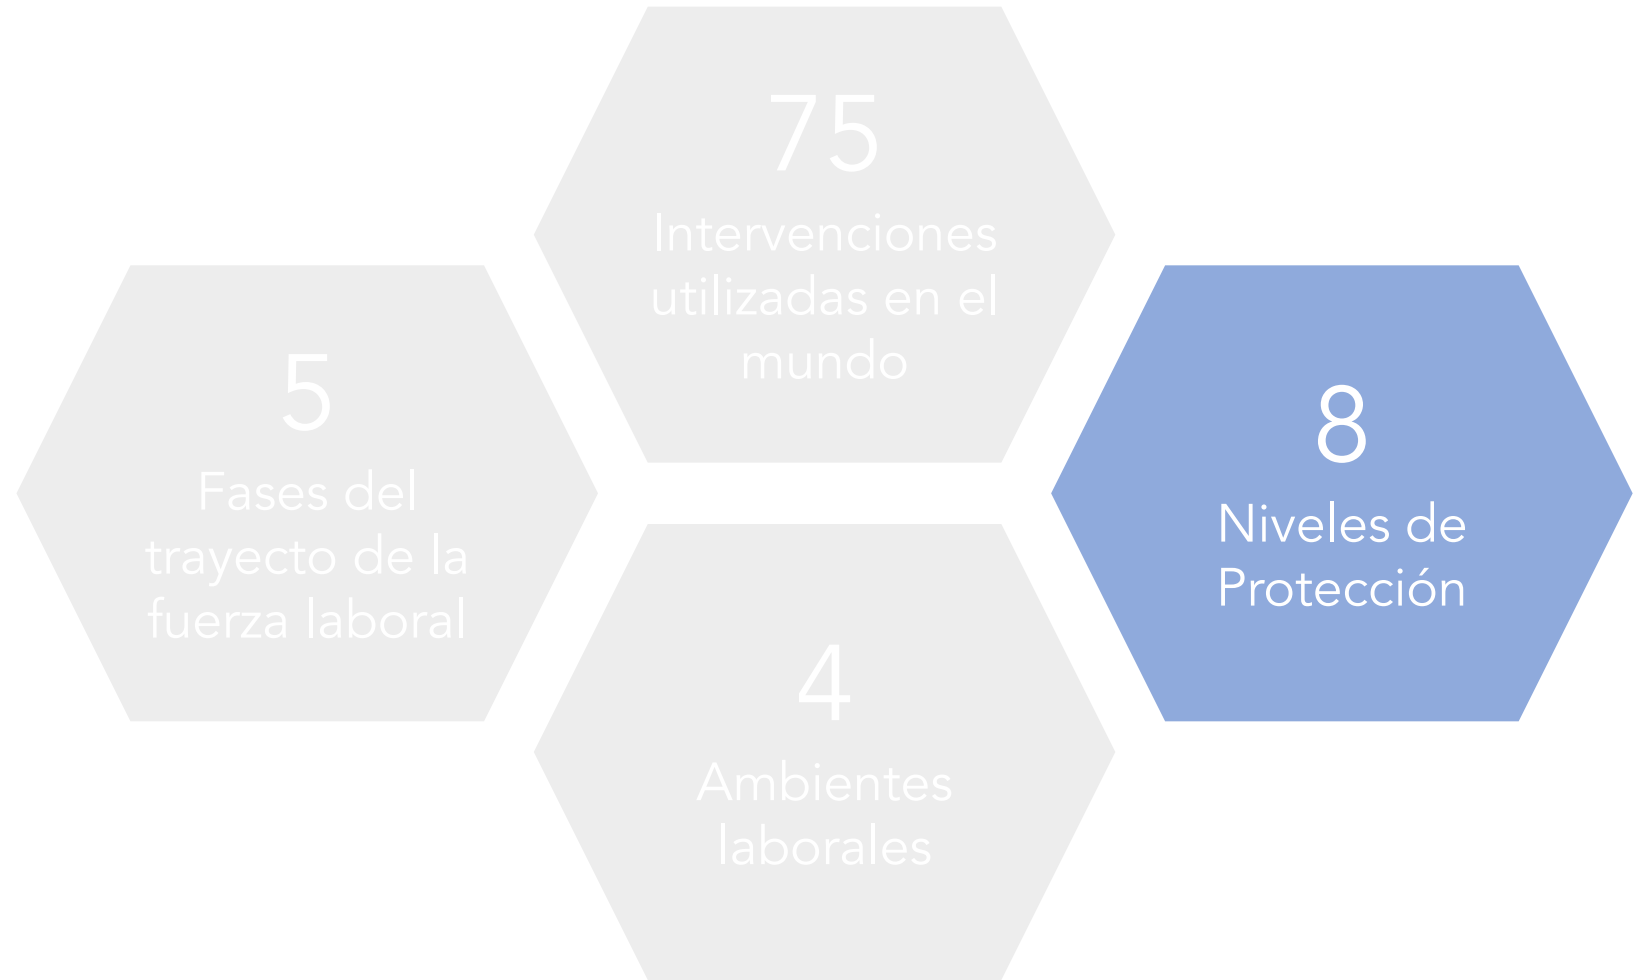 75
Intervenciones
utilizadas en el
mundo
5
Fases del
trayecto de la
fuerza laboral
8
Niveles de
Protección
4
Ambientes
laborales